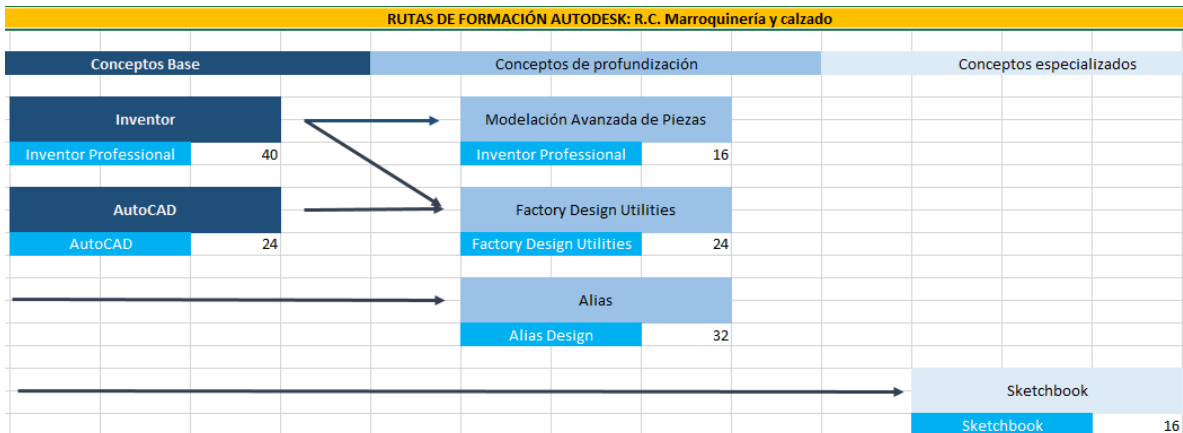 RUTAS DE FORMACIÓN AUTODESK: R.C. Marroquinería y calzado
Conceptos Base Conceptos de profundización Conceptos especializados
Inventor Modelación Avanzada de Piezas
Inventor Professional 40 Inventor Professional 16
AutoCAD Factory Design Utilities
AutoCAD 24 Factory Design Utilities 24
Alias
Alias Design 32
Sketchbook
Sketchbook 16